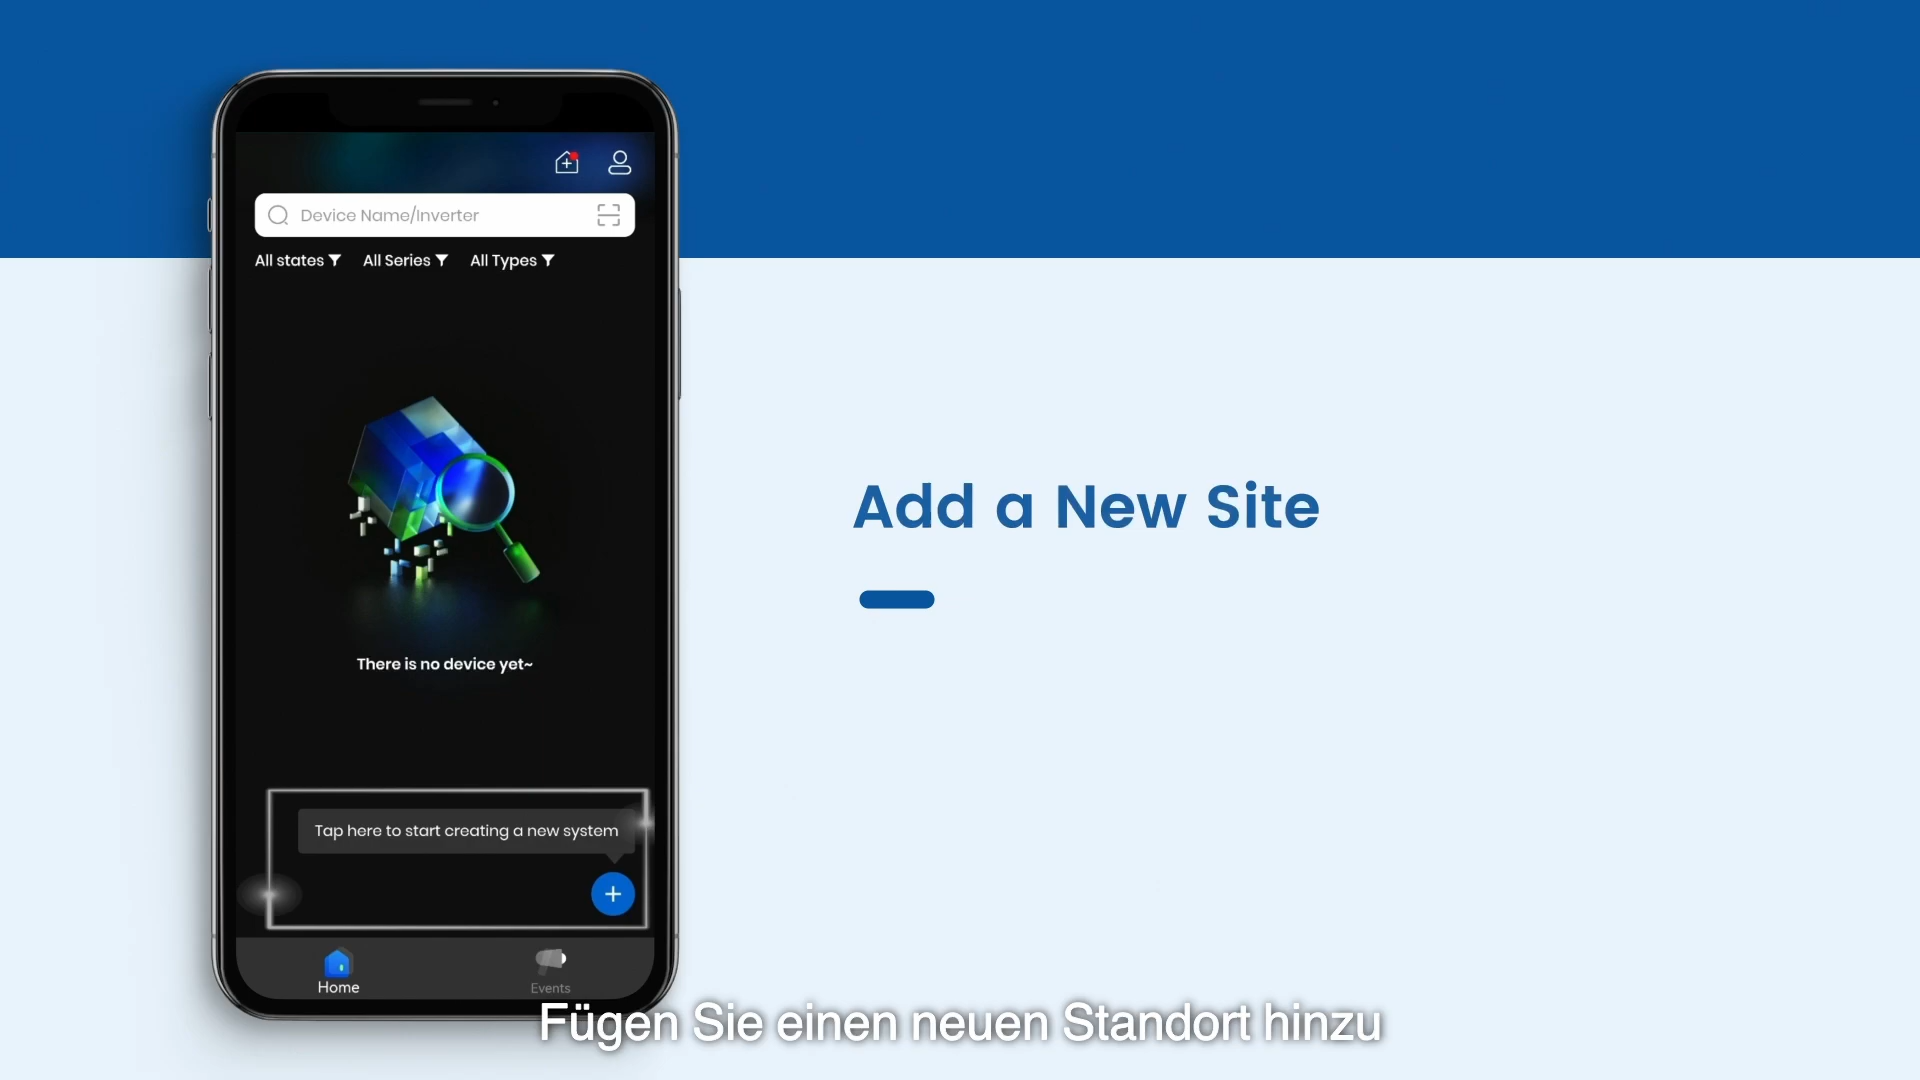 Device Name/Inverter
All states All Series All Types
There is no device yet~
Tap here to start creating a new system
Home Events
Add a New Site
Fügen Sie einen neuen Standort hinzu